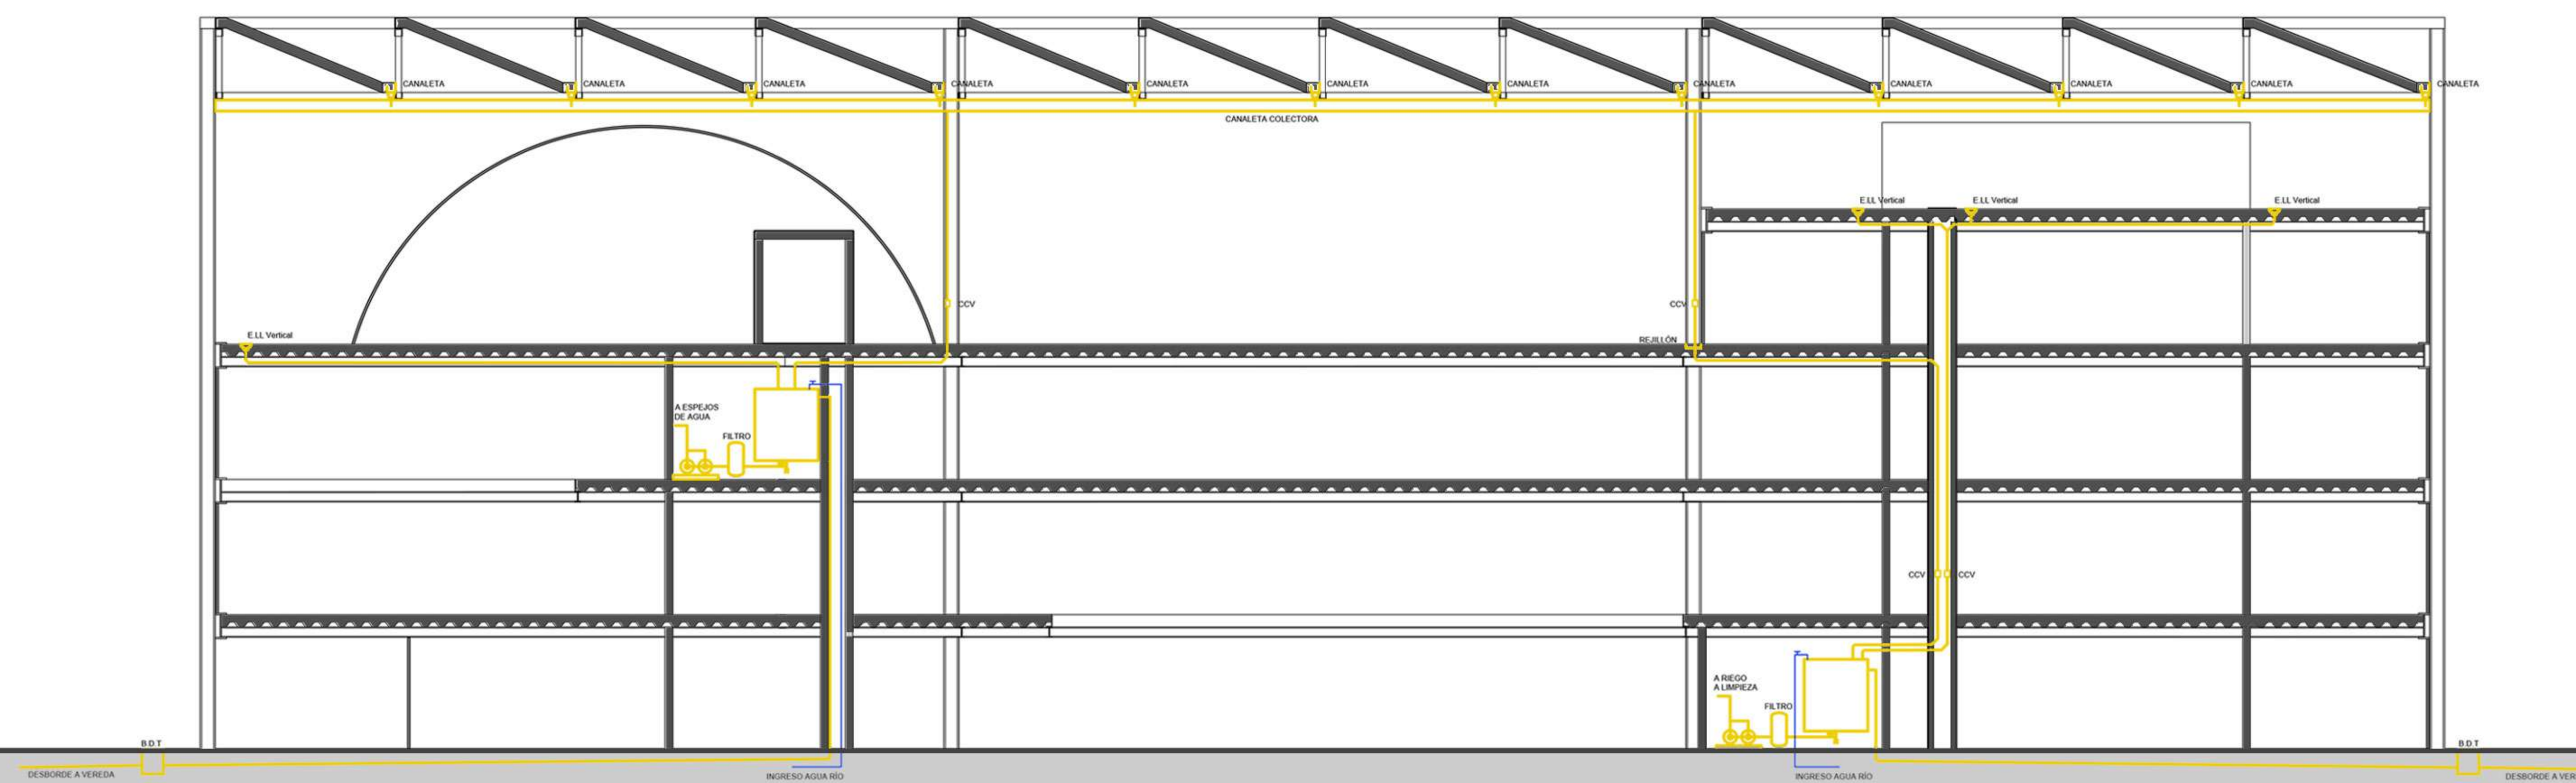 CANALETA
CANALETA
CANALETA
CANALETA
CANALETA
CANALETA
CANALETA
CANALETA
CANALETA
CANALETA
CANALETA
CANALETA
CANALETA COLECTORA
E.LL Vertical
E.LL Vertical
E.LL Vertical
CCV
CCV
E.LL Vertical
REJILLÓN
A ESPEJOS
DE AGUA
FILTRO
CCV
CCV
A RIEGO
A LIMPIEZA
FILTRO
B.D.T
B.D.T
DESBORDE A VEREDA
INGRESO AGUA RÍO
INGRESO AGUA RÍO
DESBORDE A VER